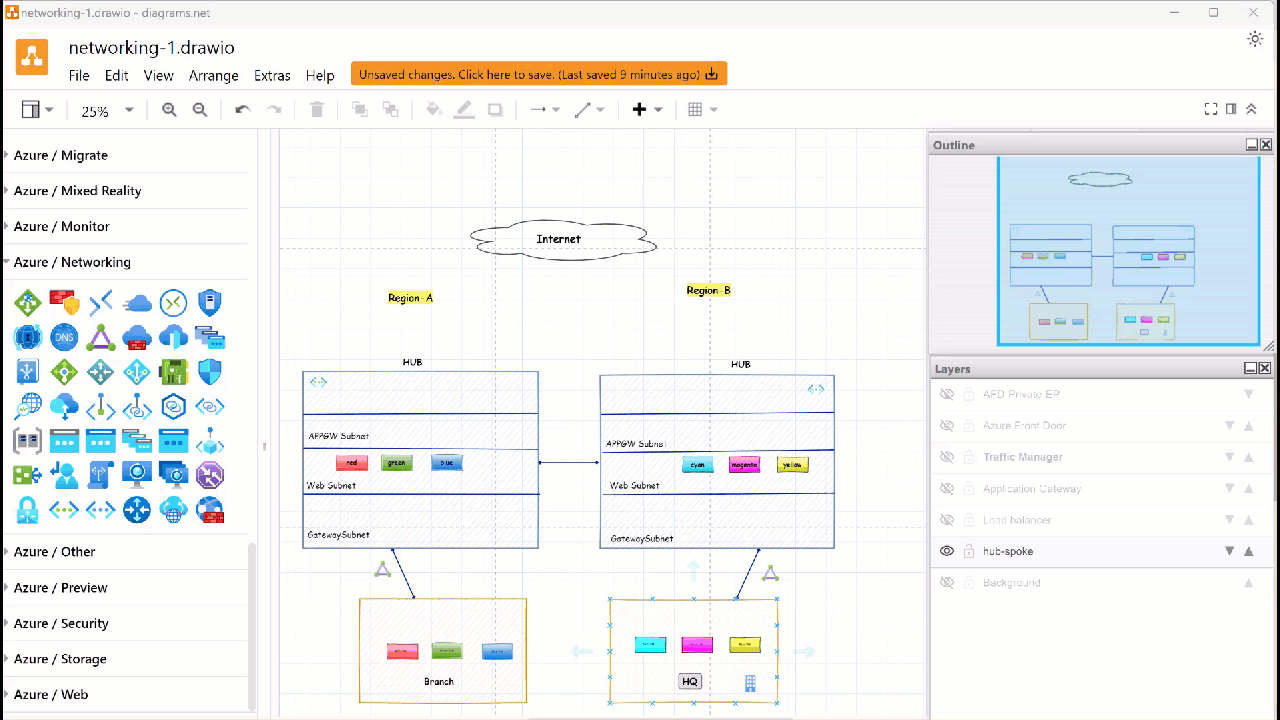 networking-1.drawio - diagrams.net
networking-1.drawio
File Edit View Arrange Extras Help
Unsaved changes. Click here to save. (Last saved 9 minutes ago)
25%
Azure / Migrate
Azure / Mixed Reality
Azure / Monitor
Azure / Networking
DNS
Azure / Other
Azure / Preview
Azure / Security
Azure / Storage
Azure / Web
Internet
Region-A
Region-B
HUB
APPGW Subnet
red green blue
Web Subnet
GatewaySubnet
HUB
APPGW Subnet
cyan magenta yellow
Web Subnet
GatewaySubnet
Branch
HQ
Outline
Layers
AFD Private EP
Azure Front Door
Traffic Manager
Application Gateway
Load balancer
hub-spoke
Background